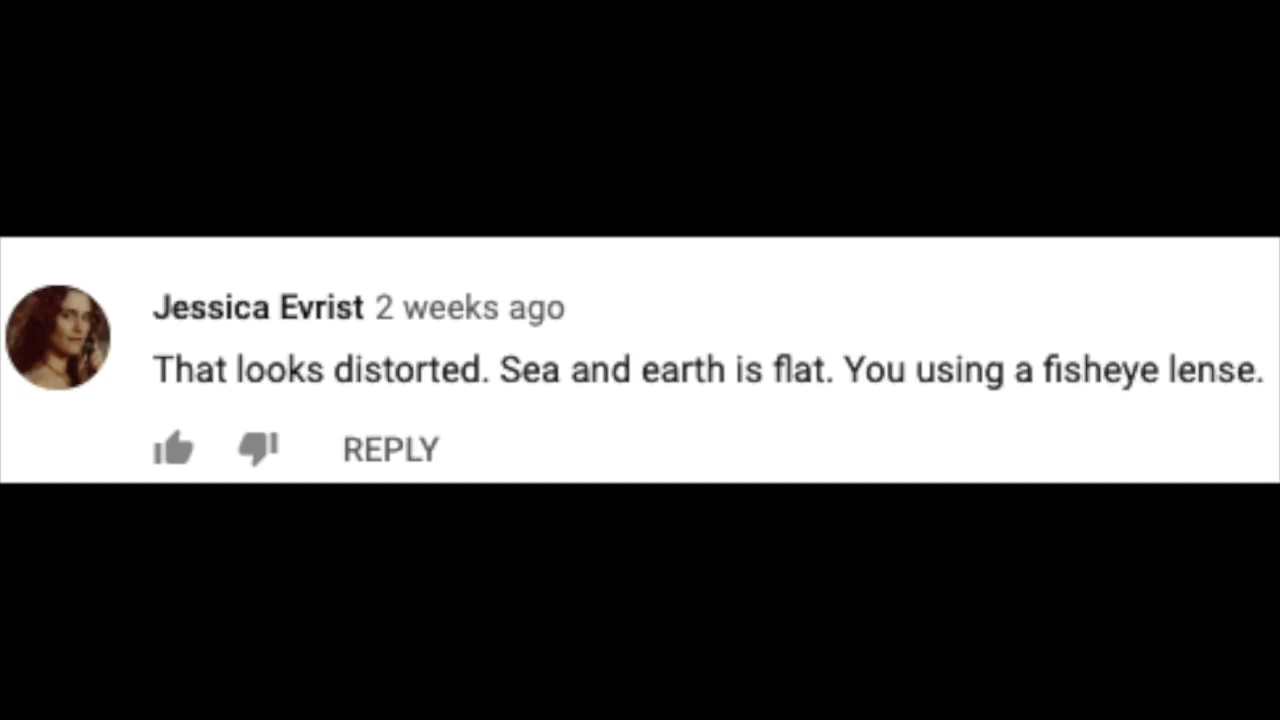 Jessica Evrist 2 weeks ago
That looks distorted. Sea and earth is flat. You using a fisheye lense.
REPLY